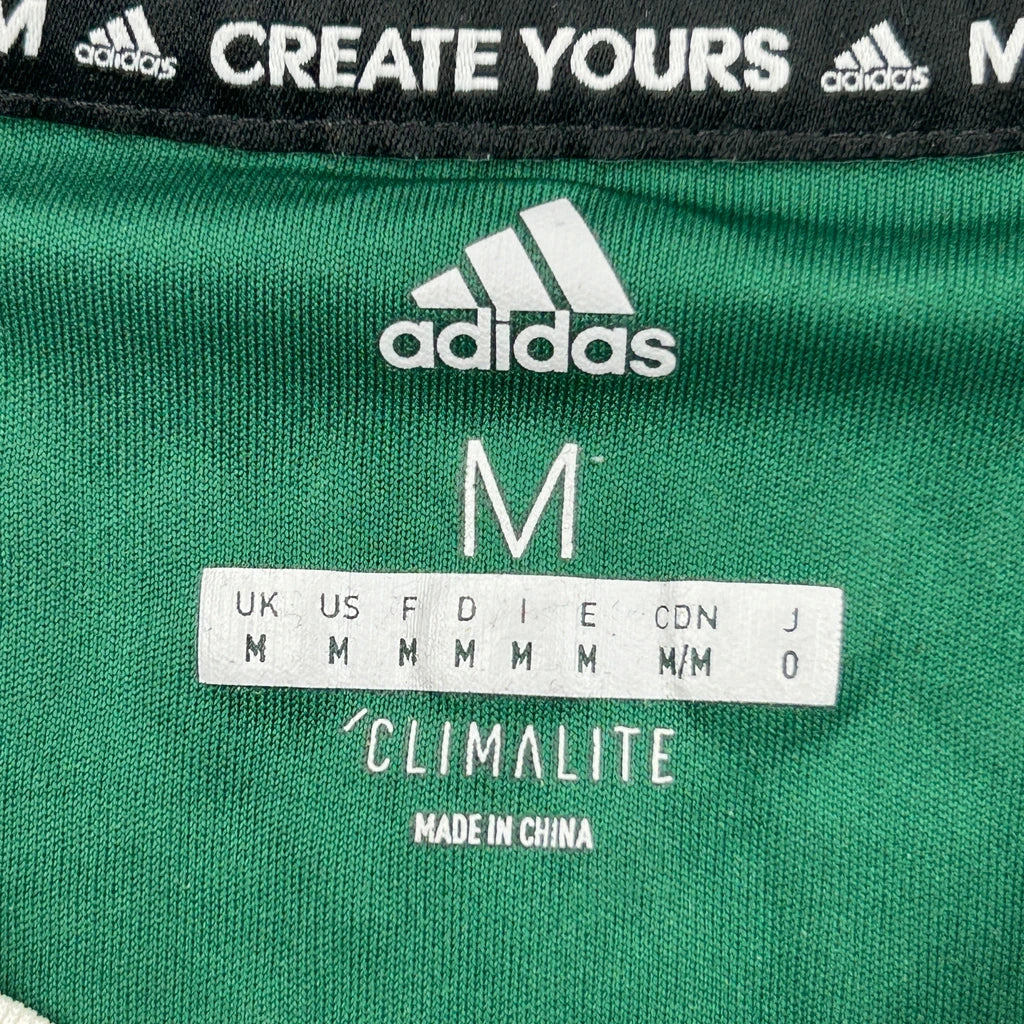 M adidas CREATE YOURS adidas M
adidas
M
UK US F D I E CDN J
M M M M M M M/M O
CLIMALITE
MADE IN CHINA